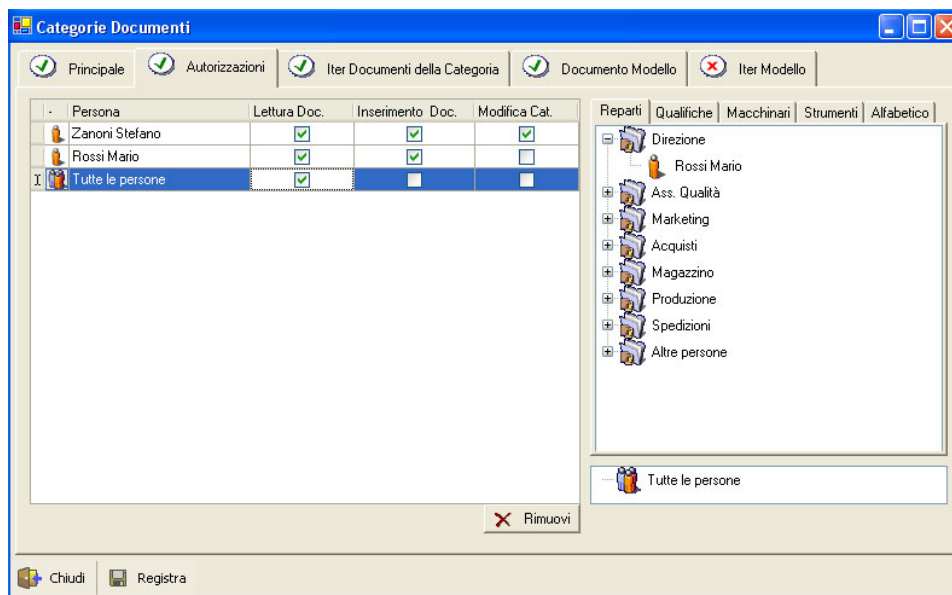 Categorie Documenti
Principale Autorizzazioni Iter Documenti della Categoria Documento Modello Iter Modello
- Persona Lettura Doc. Inserimento Doc. Modifica Cat.
Zanoni Stefano
Rossi Mario
Tutte le persone
Reparti Qualifiche Macchinari Strumenti Alfabetico
Direzione
Rossi Mario
Ass. Qualità
Marketing
Acquisti
Magazzino
Produzione
Spedizioni
Altre persone
Tutte le persone
Rimuovi
Chiudi Registra